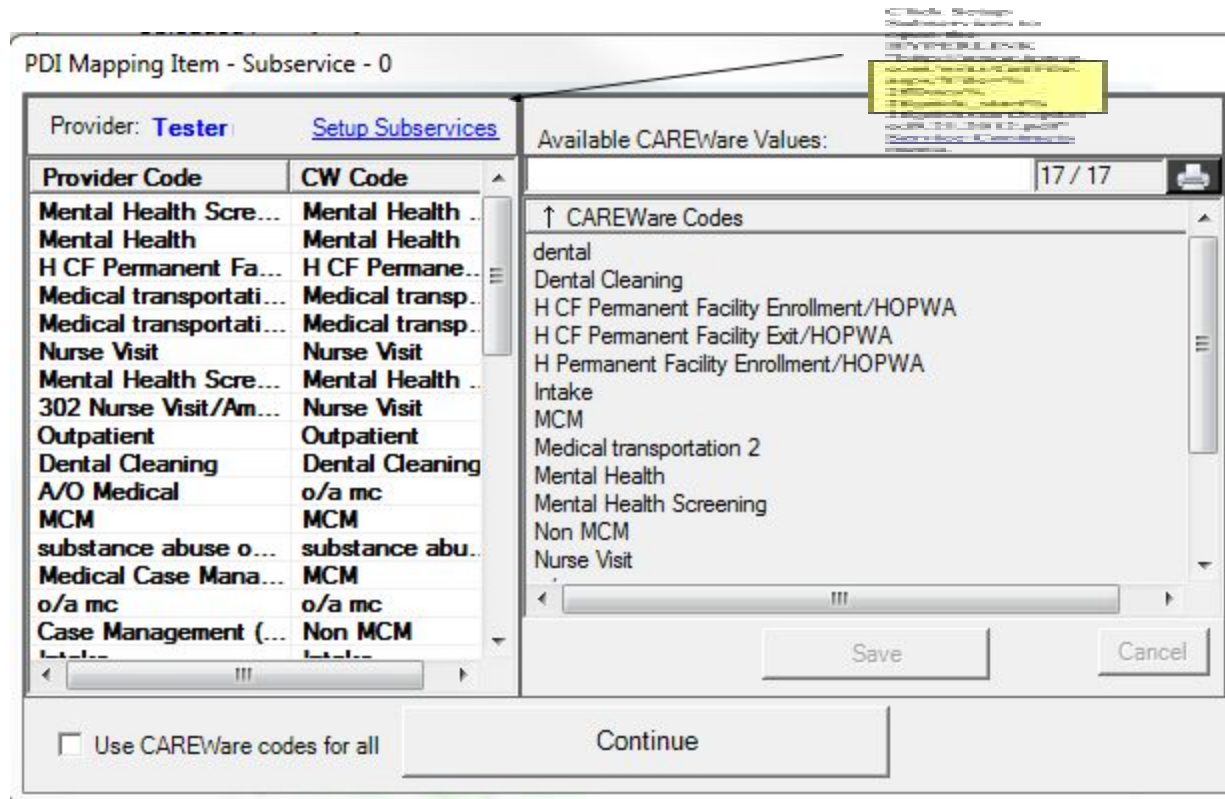 PDI Mapping Item - Subservice - 0
Provider: Tester
Setup Subservices
Available CAREWare Values:
Provider Code CW Code
17 / 17
Mental Health Scre... Mental Health ..
Mental Health Mental Health
H CF Permanent Fa... H CF Permane..
Medical transportati... Medical transp..
Medical transportati... Medical transp..
Nurse Visit Nurse Visit
Mental Health Scre... Mental Health ..
302 Nurse Visit/Am... Nurse Visit
Outpatient Outpatient
Dental Cleaning Dental Cleaning
A/O Medical o/a mc
MCM MCM
substance abuse o... substance abu..
Medical Case Mana... MCM
o/a mc o/a mc
Case Management (... Non MCM
↑ CAREWare Codes
dental
Dental Cleaning
H CF Permanent Facility Enrollment/HOPWA
H CF Permanent Facility Exit/HOPWA
H Permanent Facility Enrollment/HOPWA
Intake
MCM
Medical transportation 2
Mental Health
Mental Health Screening
Non MCM
Nurse Visit
Save
Cancel
Use CAREWare codes for all
Continue